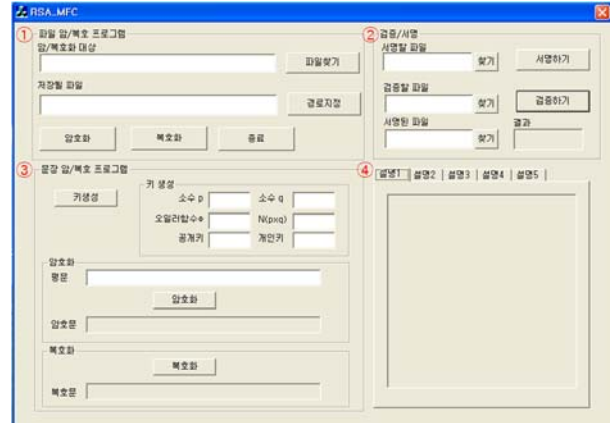 RSA_MFC
① 파일 암/복호 프로그램
암/복호화 대상
파일찾기
저장될 파일
경로지정
암호화 복호화 종료
② 검증/서명
서명할 파일
찾기 서명하기
검증할 파일
찾기 검증하기
서명된 파일 결과
찾기
③ 문장 암/복호 프로그램
키생성
키 생성
소수 p 소수 q
오일러함수Φ N(pxq)
공개키 개인키
암호화
평문
암호화
암호문
복호화
복호화
복호문
④ 설명1 설명2 설명3 설명4 설명5